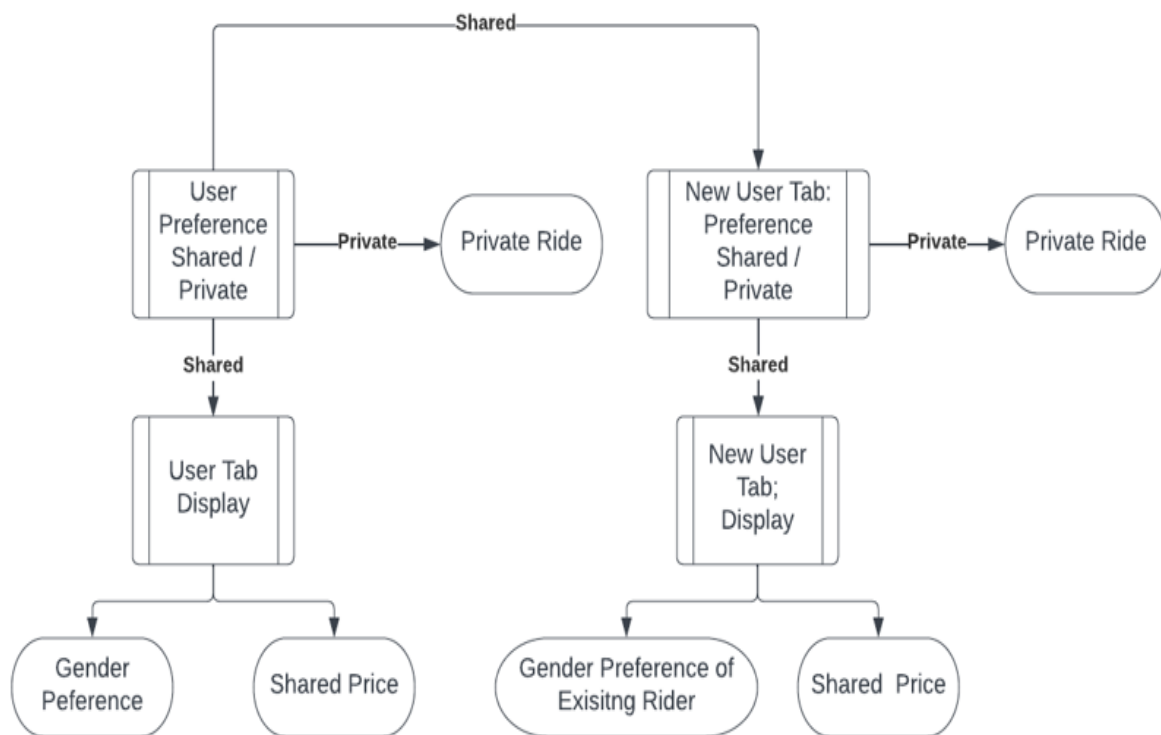 Shared
User
Preference
Shared /
Private
Private
Private Ride
New User Tab:
Preference
Shared /
Private
Private
Private Ride
Shared
Shared
User Tab
Display
New User
Tab;
Display
Gender
Peference
Shared Price
Gender Preference of
Exisitng Rider
Shared Price